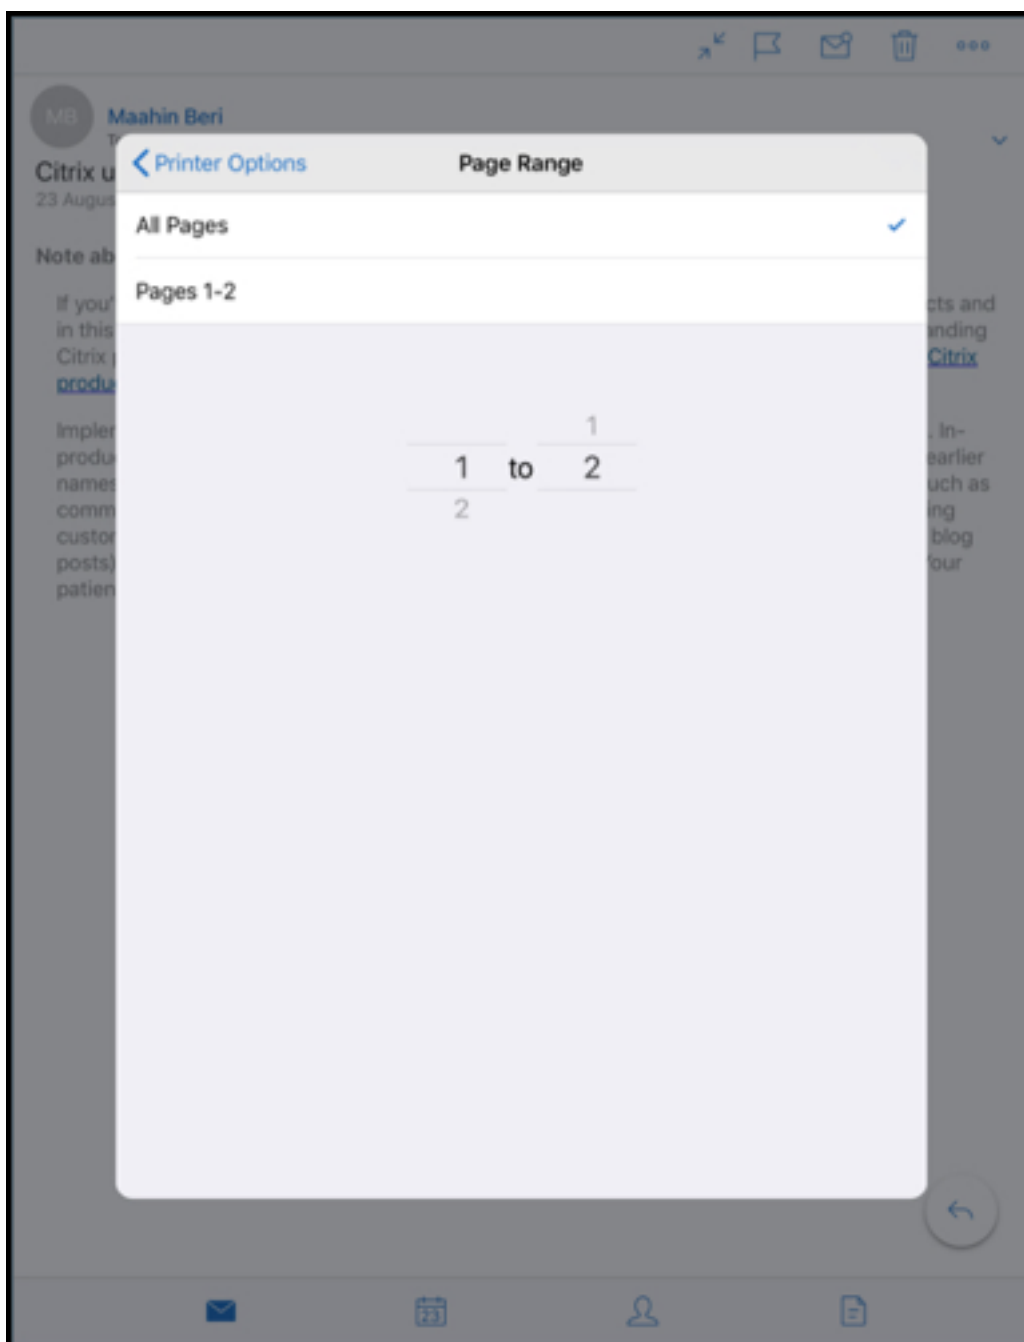 MB
Maahin Beri
Citrix u
23 Augus
Note ab
Printer Options
Page Range
All Pages
Pages 1-2
1
1 to 2
2
If you'
cts and
in this
anding
Citrix
Citrix
produ
Impler
. In-
produ
earlier
names
uch as
comm
ing
custor
blog
posts)
patien
23